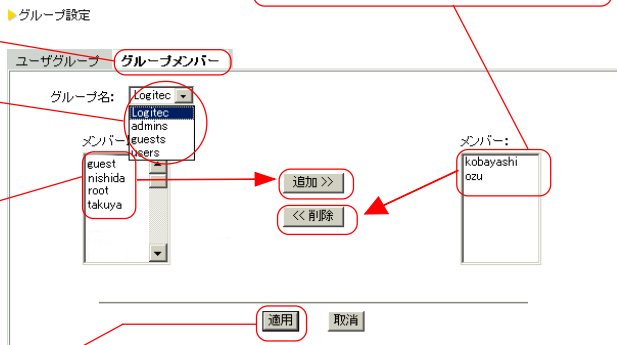 グループ設定
ユーザグループ グループメンバー
グループ名: Logitec
Logitec
admins
guests
users
メンバー:
guest
nishida
root
takuya
追加 >>
<< 削除
メンバー:
kobayashi
ozu
適用 取消